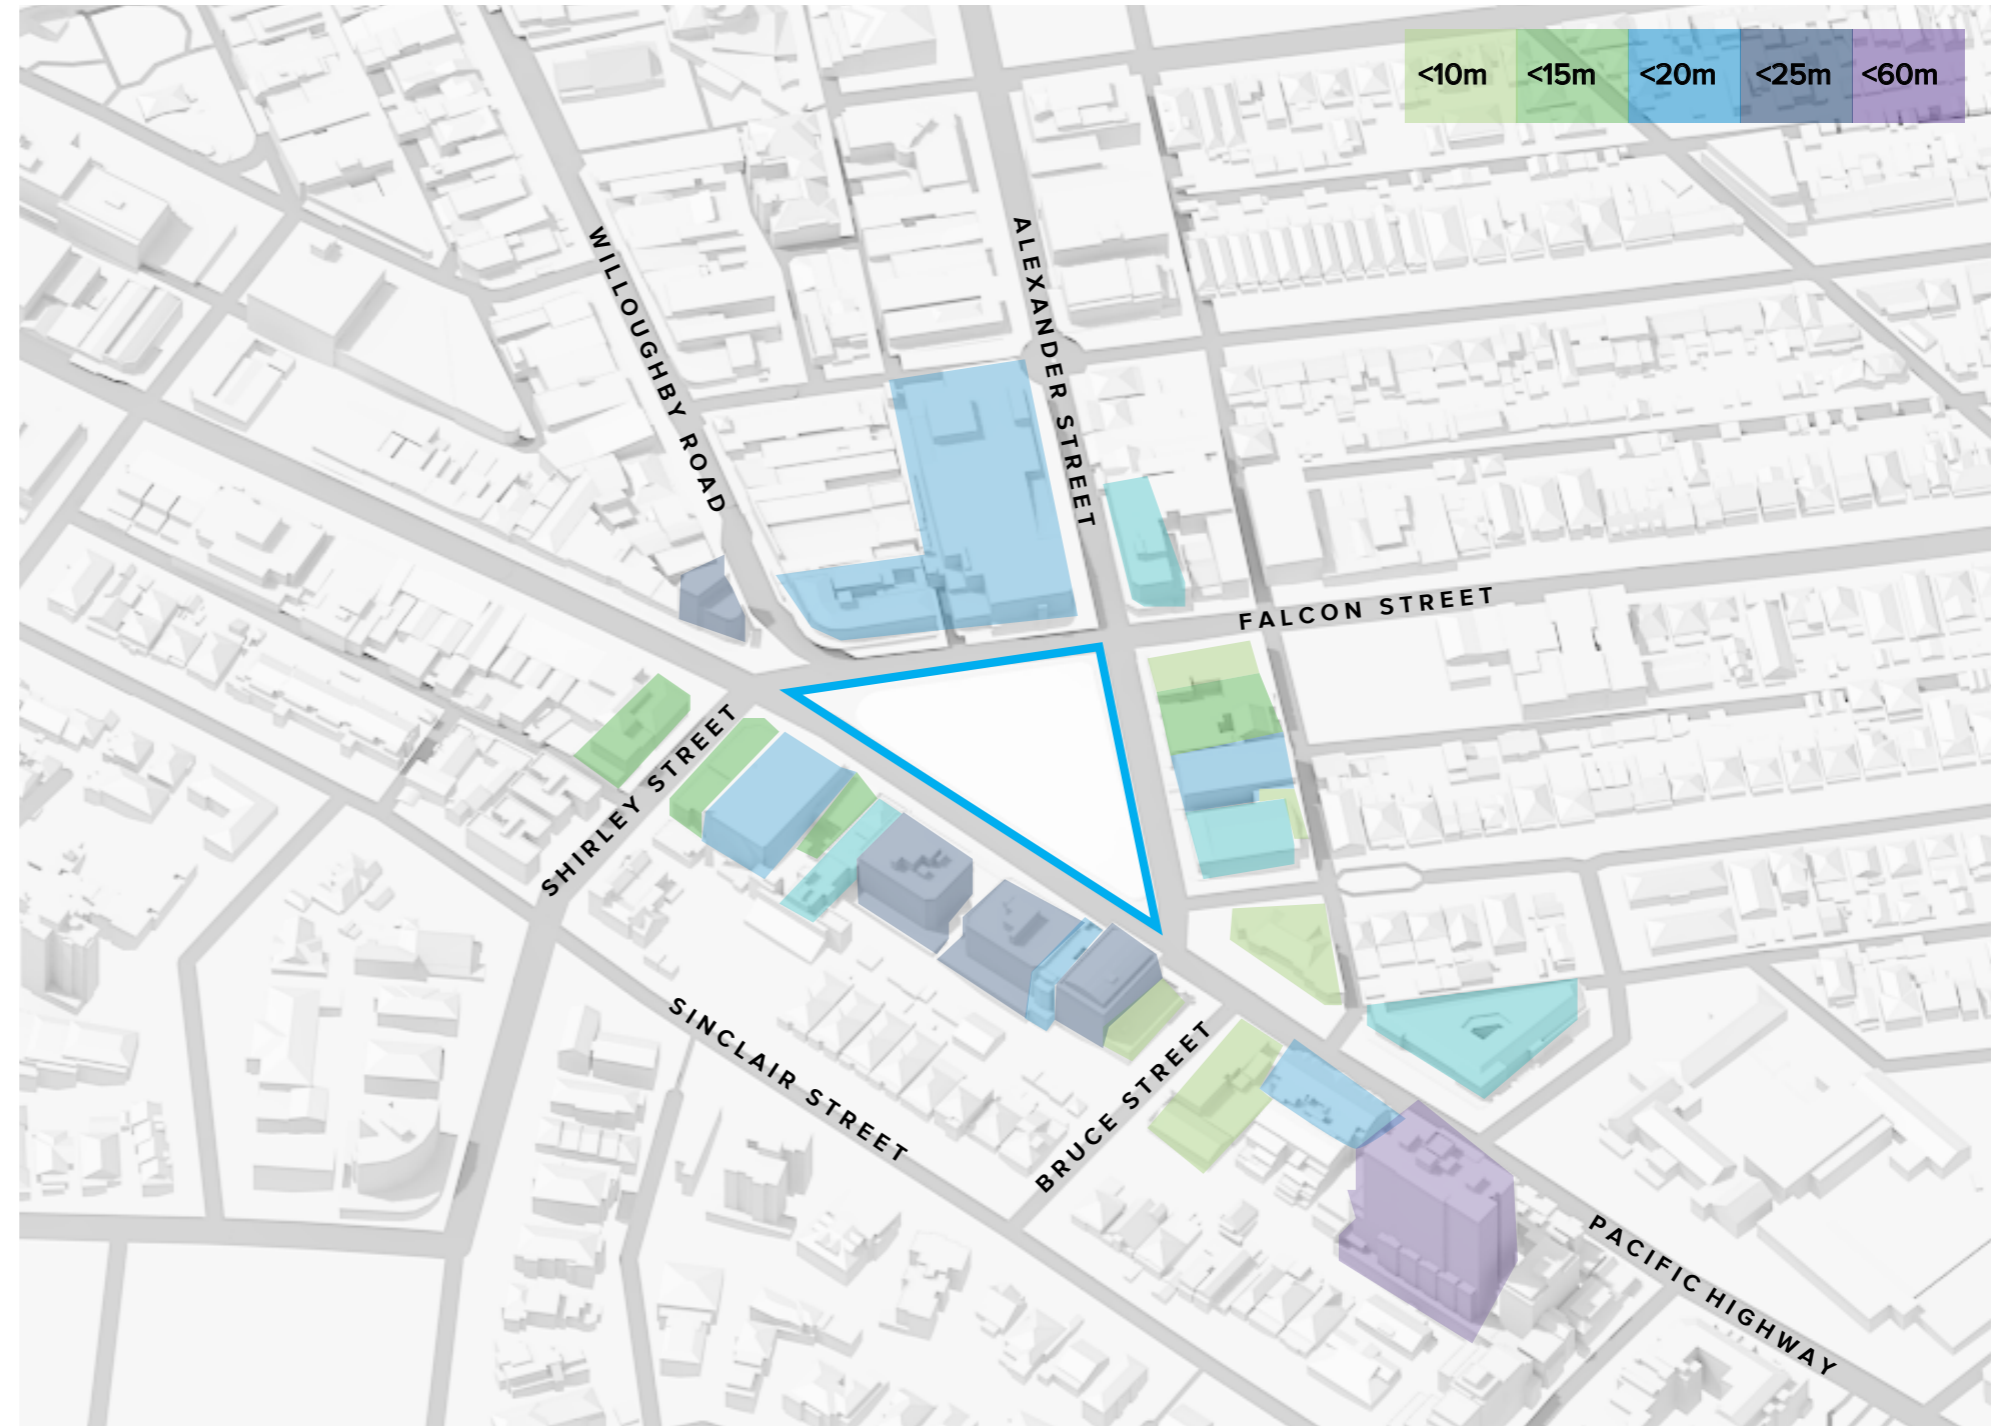 <10m <15m <20m <25m <60m
WILLOUGHBY ROAD
ALEXANDER STREET
FALCON STREET
SHIRLEY STREET
SINCLAIR STREET
BRUCE STREET
PACIFIC HIGHWAY